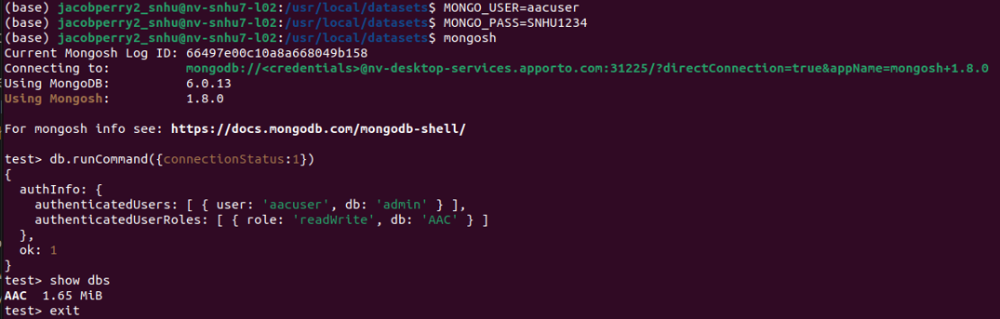 (base) jacobperry2_snhu@nv-snhu7-l02:/usr/local/datasets$ MONGO_USER=aacuser
(base) jacobperry2_snhu@nv-snhu7-l02:/usr/local/datasets$ MONGO_PASS=SNHU1234
(base) jacobperry2_snhu@nv-snhu7-l02:/usr/local/datasets$ mongosh
Current Mongosh Log ID: 66497e00c10a8a668049b158
Connecting to:          mongodb://<credentials>@nv-desktop-services.apporto.com:31225/?directConnection=true&appName=mongosh+1.8.0
Using MongoDB:          6.0.13
Using Mongosh:          1.8.0

For mongosh info see: https://docs.mongodb.com/mongodb-shell/

test> db.runCommand({connectionStatus:1})
{
  authInfo: {
    authenticatedUsers: [ { user: 'aacuser', db: 'admin' } ],
    authenticatedUserRoles: [ { role: 'readWrite', db: 'AAC' } ]
  },
  ok: 1
}
test> show dbs
AAC  1.65 MiB
test> exit